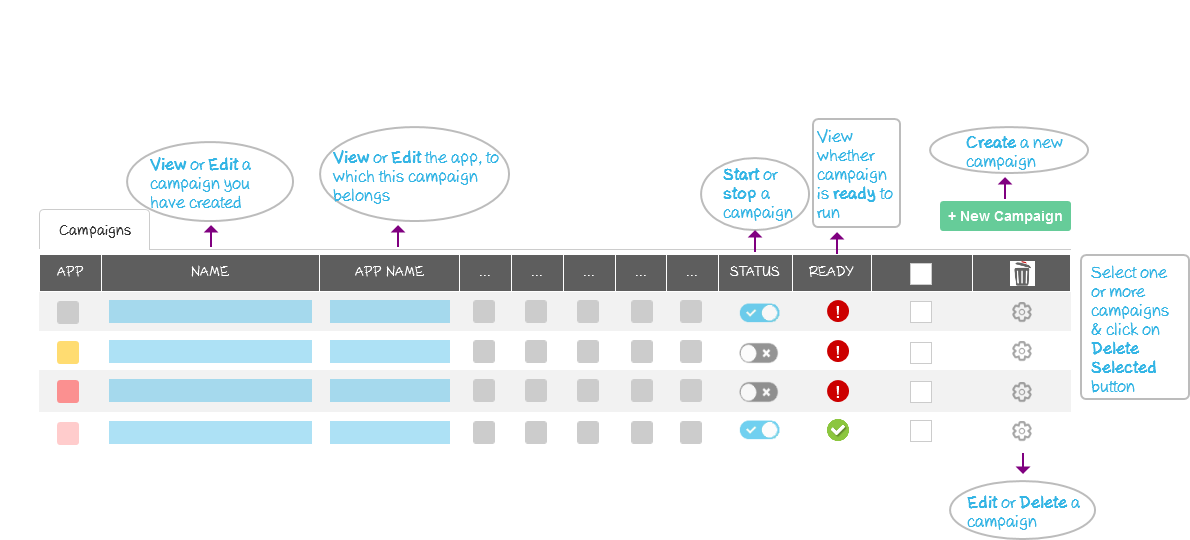 View or Edit a
campaign you
have created
View or Edit the app, to
which this campaign
belongs
Start or
stop a
campaign
View
whether
campaign
is ready to
run
Create a new
campaign
+ New Campaign
Campaigns
APP
NAME
APP NAME
...
...
...
...
...
STATUS
READY
Select one
or more
campaigns
& click on
Delete
Selected
button
Edit or Delete a
campaign